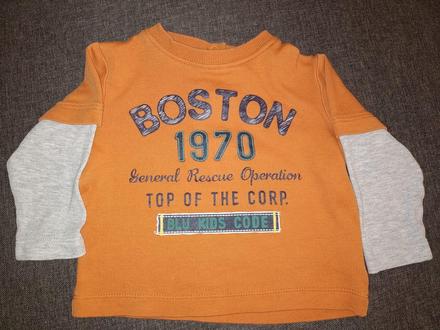 BOSTON
1970
General Rescue Operation
TOP OF THE CORP.
BLU KIDS CODE